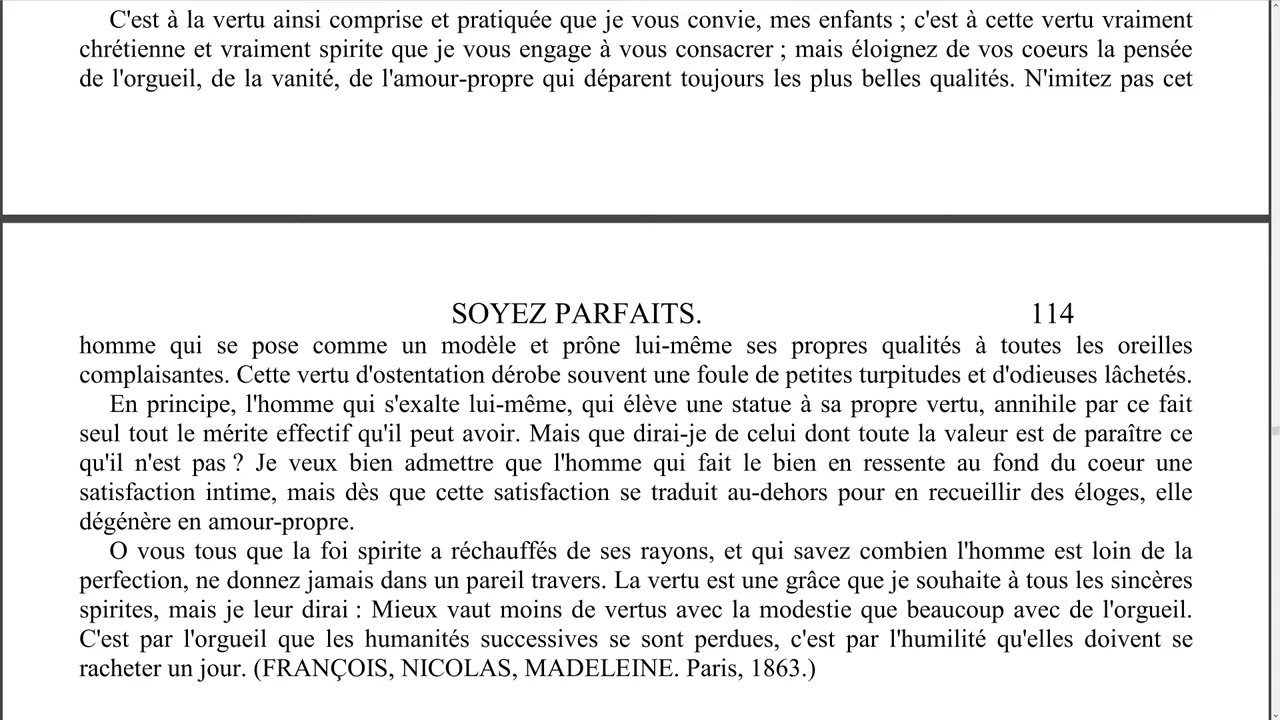 C'est à la vertu ainsi comprise et pratiquée que je vous convie, mes enfants ; c'est à cette vertu vraiment
chrétienne et vraiment spirite que je vous engage à vous consacrer ; mais éloignez de vos coeurs la pensée
de l'orgueil, de la vanité, de l'amour-propre qui déparent toujours les plus belles qualités. N'imitez pas cet
SOYEZ PARFAITS. 114
homme qui se pose comme un modèle et prône lui-même ses propres qualités à toutes les oreilles
complaisantes. Cette vertu d'ostentation dérobe souvent une foule de petites turpitudes et d'odieuses lâchetés.
En principe, l'homme qui s'exalte lui-même, qui élève une statue à sa propre vertu, annihile par ce fait
seul tout le mérite effectif qu'il peut avoir. Mais que dirai-je de celui dont toute la valeur est de paraître ce
qu'il n'est pas ? Je veux bien admettre que l'homme qui fait le bien en ressente au fond du coeur une
satisfaction intime, mais dès que cette satisfaction se traduit au-dehors pour en recueillir des éloges, elle
dégénère en amour-propre.
O vous tous que la foi spirite a réchauffés de ses rayons, et qui savez combien l'homme est loin de la
perfection, ne donnez jamais dans un pareil travers. La vertu est une grâce que je souhaite à tous les sincères
spirites, mais je leur dirai : Mieux vaut moins de vertus avec la modestie que beaucoup avec de l'orgueil.
C'est par l'orgueil que les humanités successives se sont perdues, c'est par l'humilité qu'elles doivent se
racheter un jour. (FRANÇOIS, NICOLAS, MADELEINE. Paris, 1863.)